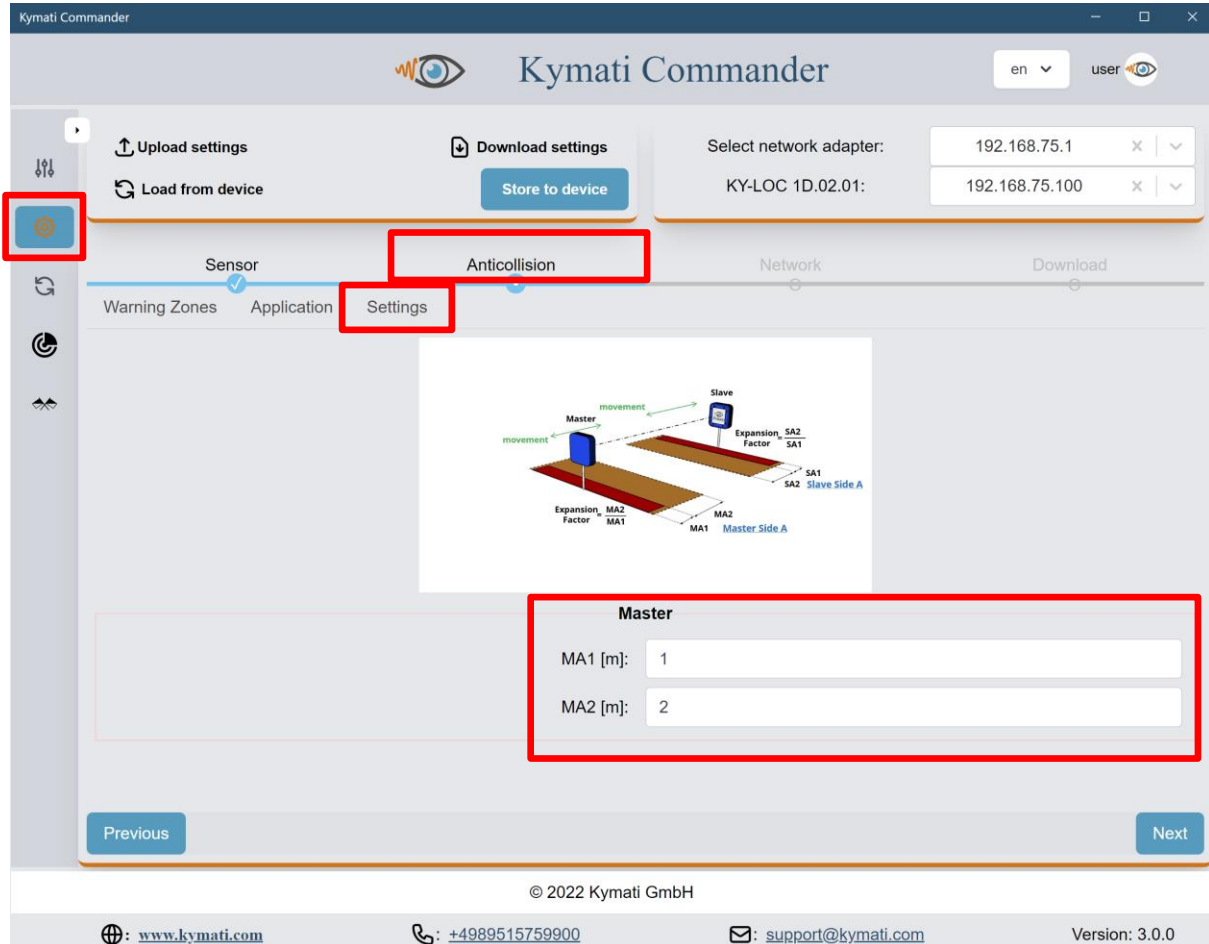 Kymati Commander
Kymati Commander
en
user
Upload settings
Download settings
Load from device
Store to device
Select network adapter:
192.168.75.1
KY-LOC 1D.02.01:
192.168.75.100
Sensor
Anticollision
Network
Download
Warning Zones
Application
Settings
Slave
movement
Master
movement
Expansion Factor = SA2 / SA1
SA1
SA2 Slave Side A
Expansion Factor = MA2 / MA1
MA2
MA1 Master Side A
Master
MA1 [m]: 1
MA2 [m]: 2
Previous
Next
© 2022 Kymati GmbH
: www.kymati.com
: +4989515759900
: support@kymati.com
Version: 3.0.0